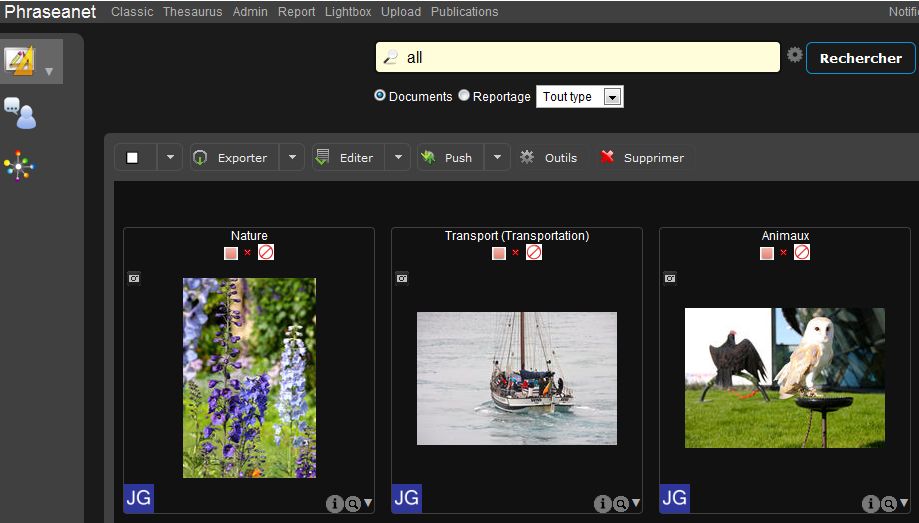 Phraseanet Classic Thesaurus Admin Report Lightbox Upload Publications Notifi
all
Rechercher
Documents Reportage Tout type
Exporter Editer Push Outils Supprimer
Nature Transport (Transportation) Animaux
JG JG JG